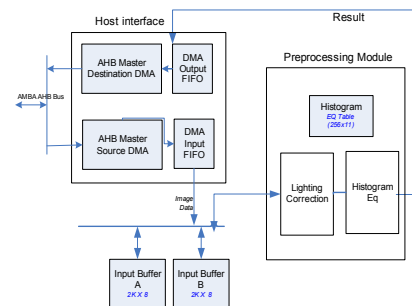 Host interface
Result
AHB Master
Destination DMA
DMA
Output
FIFO
AMBA AHB Bus
AHB Master
Source DMA
DMA
Input
FIFO
Image
Data
Input Buffer
A
2K X 8
Input Buffer
B
2K X 8
Preprocessing Module
Histogram
EQ Table
(256x11)
Lighting
Correction
Histogram
Eq